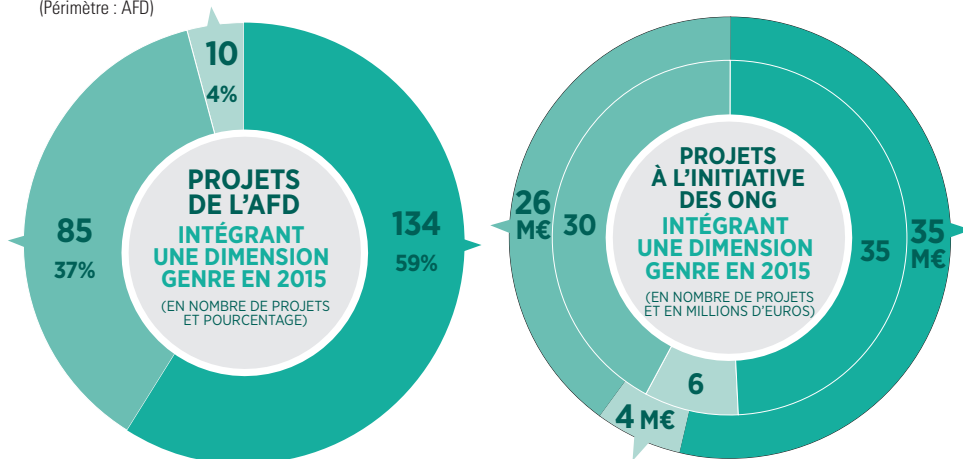 (Périmètre : AFD)
10
4%
85
37%
134
59%
PROJETS
DE L'AFD
INTÉGRANT
UNE DIMENSION
GENRE EN 2015
(EN NOMBRE DE PROJETS
ET POURCENTAGE)
26
M€
30
35
35
M€
6
4 M€
PROJETS
À L'INITIATIVE
DES ONG
INTÉGRANT
UNE DIMENSION
GENRE EN 2015
(EN NOMBRE DE PROJETS
ET EN MILLIONS D'EUROS)